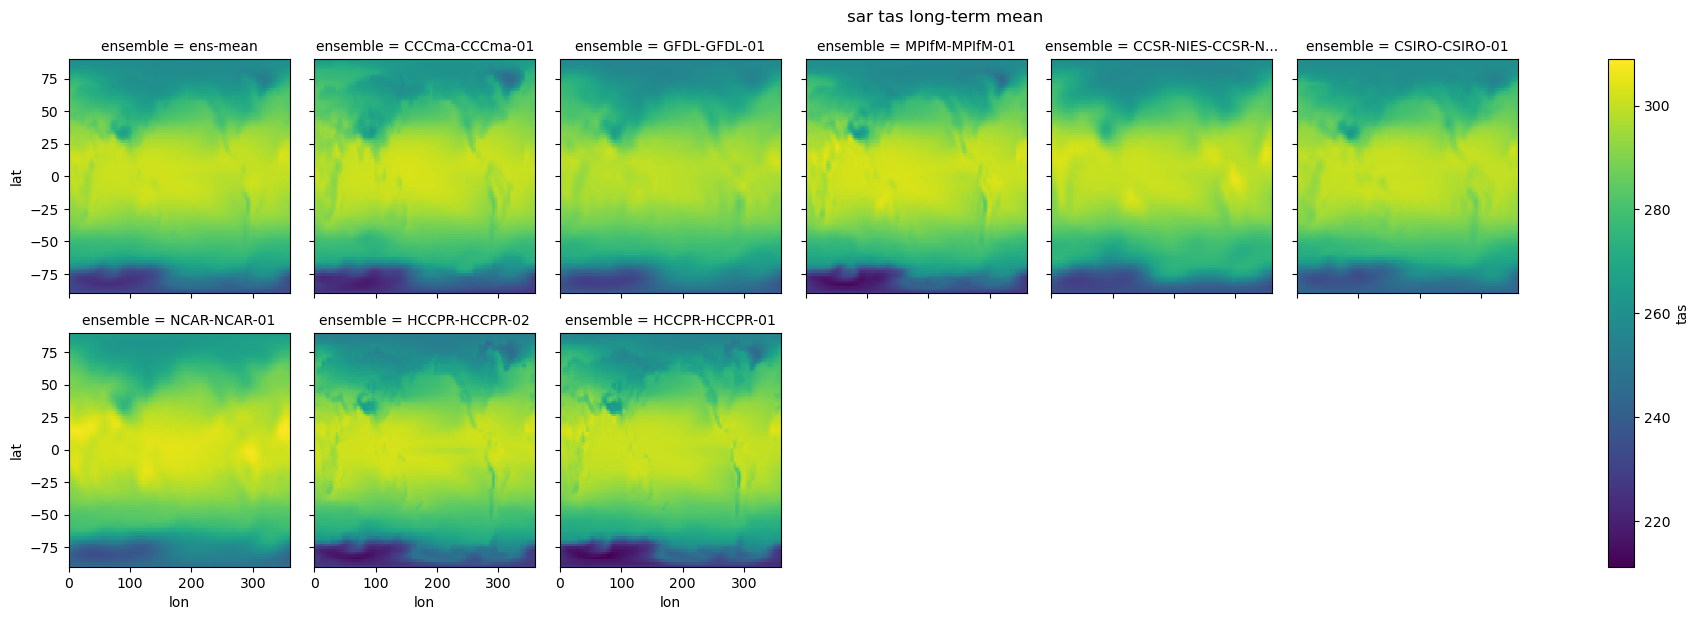 sar tas long-term mean
ensemble = ens-mean
ensemble = CCCma-CCCma-01
ensemble = GFDL-GFDL-01
ensemble = MPIfM-MPIfM-01
ensemble = CCSR-NIES-CCSR-N...
ensemble = CSIRO-CSIRO-01
75
50
25
0
−25
−50
−75
lat
ensemble = NCAR-NCAR-01
ensemble = HCCPR-HCCPR-02
ensemble = HCCPR-HCCPR-01
75
50
25
0
−25
−50
−75
lat
0 100 200 300
lon
0 100 200 300
lon
0 100 200 300
lon
300
280
260
240
220
tas